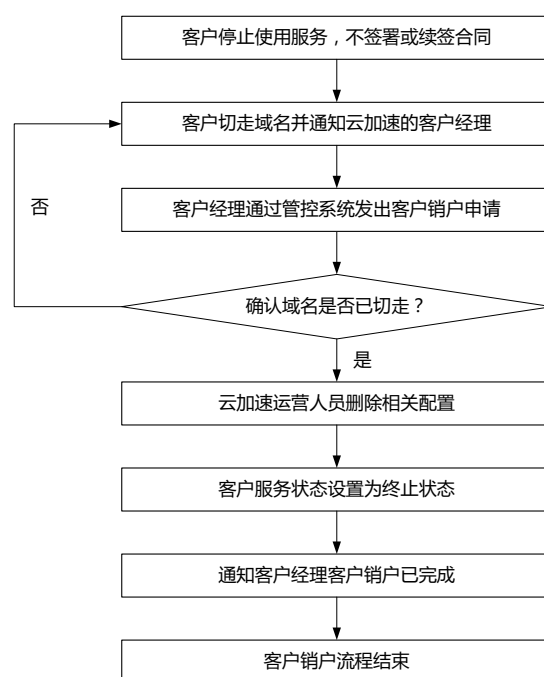 客户停止使用服务，不签署或续签合同
客户切走域名并通知云加速的客户经理
否
客户经理通过管控系统发出客户销户申请
确认域名是否已切走？
是
云加速运营人员删除相关配置
客户服务状态设置为终止状态
通知客户经理客户销户已完成
客户销户流程结束